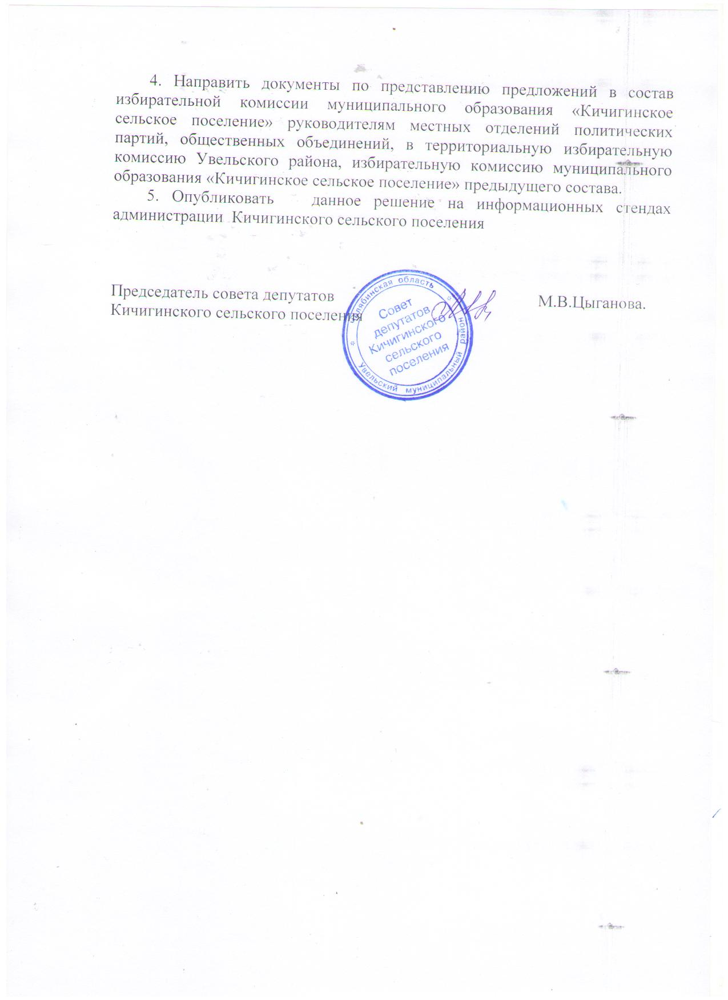 4. Направить документы по представлению предложений в состав
избирательной комиссии муниципального образования «Кичигинское
сельское поселение» руководителям местных отделений политических
партий, общественных объединений, в территориальную избирательную
комиссию Увельского района, избирательную комиссию муниципального
образования «Кичигинское сельское поселение» предыдущего состава.
5. Опубликовать данное решение на информационных стендах
администрации Кичигинского сельского поселения
Председатель совета депутатов
Кичигинского сельского поселения
М.В.Цыганова.
Челябинская область
Увельский муниципальный район
Совет
депутатов
Кичигинского
сельского
поселения